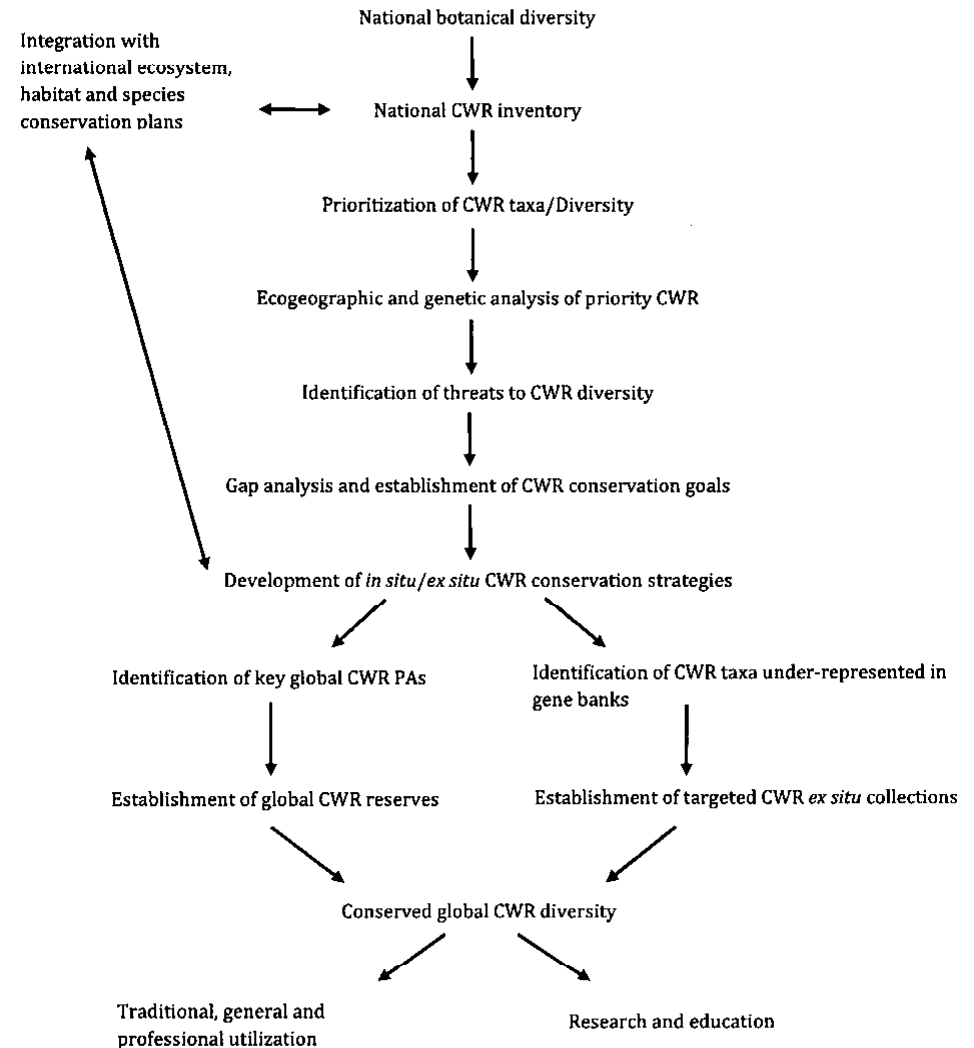 National botanical diversity
Integration with
international ecosystem,
habitat and species
conservation plans
National CWR inventory
Prioritization of CWR taxa/Diversity
Ecogeographic and genetic analysis of priority CWR
Identification of threats to CWR diversity
Gap analysis and establishment of CWR conservation goals
Development of in situ/ex situ CWR conservation strategies
Identification of key global CWR PAs
Identification of CWR taxa under-represented in
gene banks
Establishment of global CWR reserves
Establishment of targeted CWR ex situ collections
Conserved global CWR diversity
Traditional, general and
professional utilization
Research and education